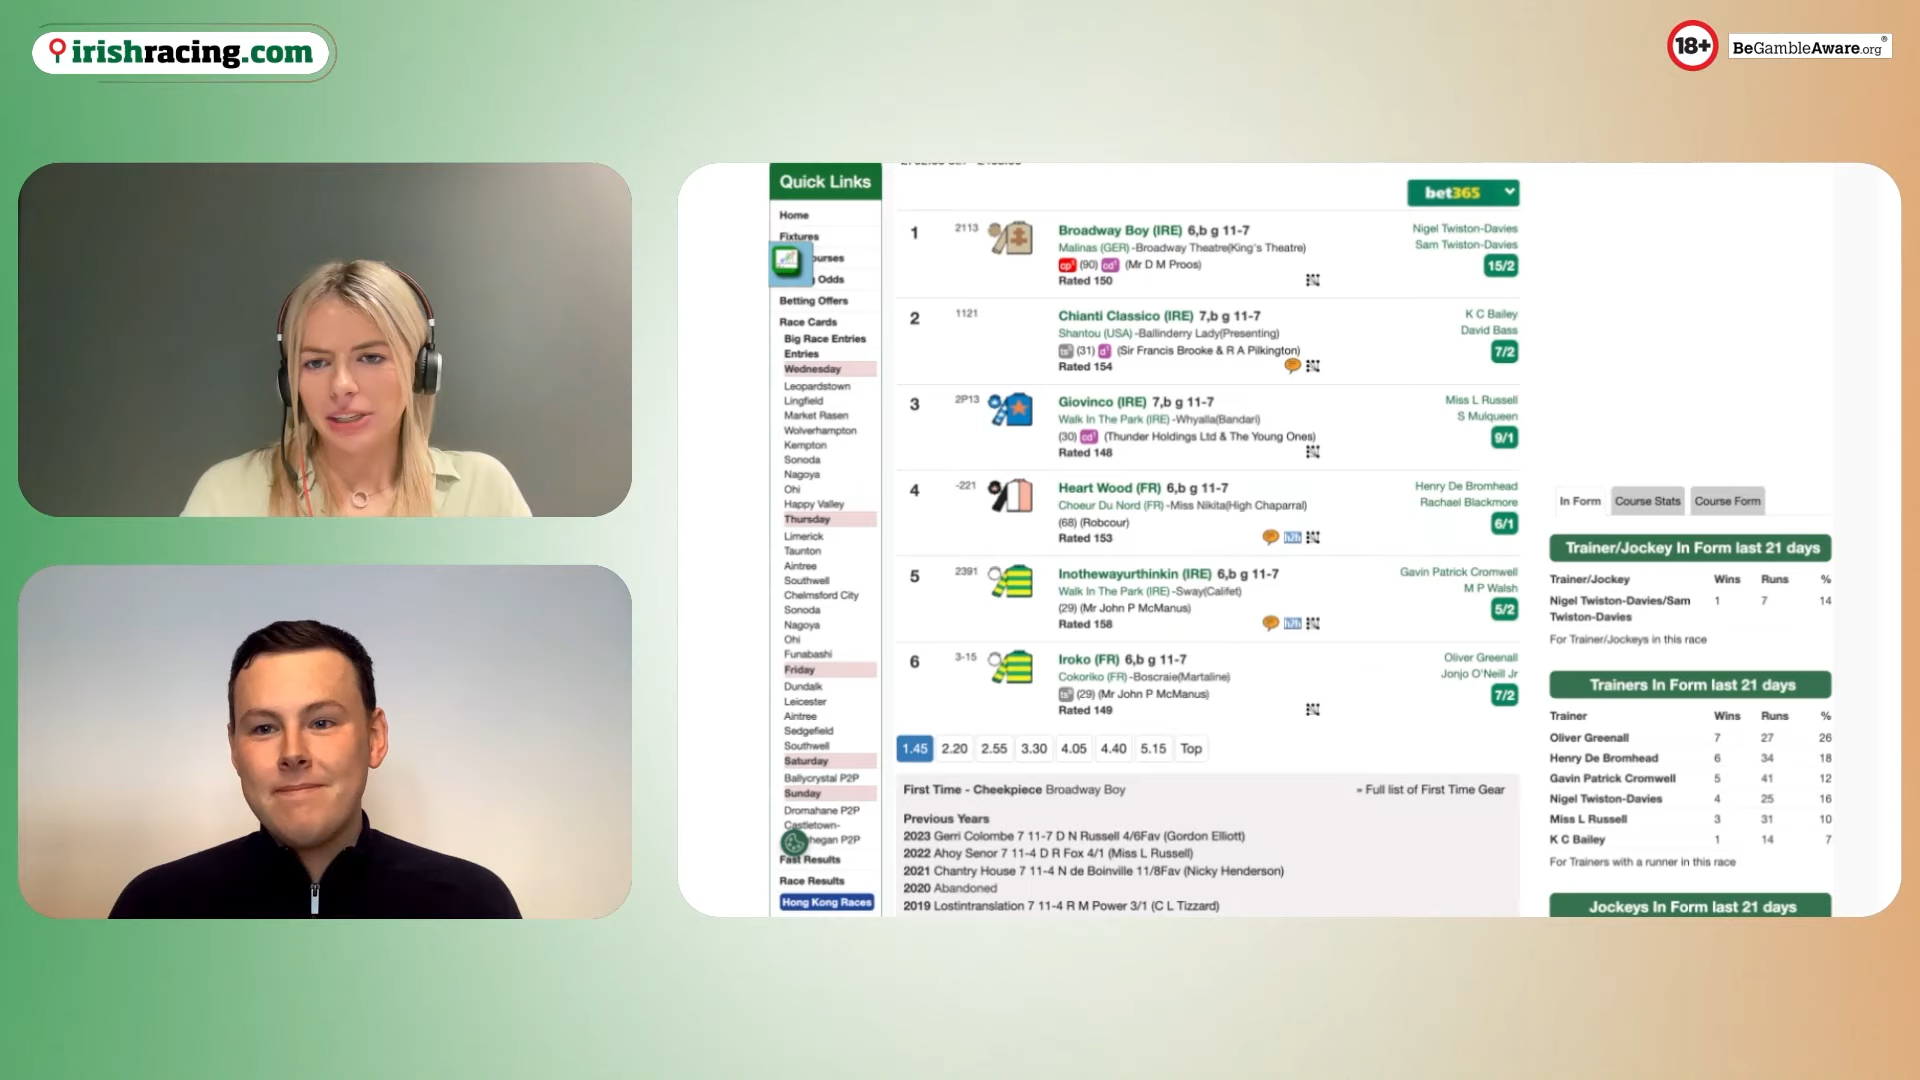 irishracing.com
18+
BeGambleAware.org®
Quick Links
Home
Fixtures
ourses
Odds
Betting Offers
Race Cards
Big Race Entries
Entries
Wednesday
Leopardstown
Lingfield
Market Rasen
Wolverhampton
Kempton
Sonoda
Nagoya
Ohi
Happy Valley
Thursday
Limerick
Taunton
Aintree
Southwell
Chelmsford City
Sonoda
Nagoya
Ohi
Funabashi
Friday
Dundalk
Leicester
Aintree
Sedgefield
Southwell
Saturday
Ballycrystal P2P
Sunday
Dromahane P2P
Castletown-
hegan P2P
Fast Results
Race Results
Hong Kong Races
bet365
1 2113 Broadway Boy (IRE) 6,b g 11-7 Nigel Twiston-Davies
Malinas (GER) -Broadway Theatre(King's Theatre) Sam Twiston-Davies
cp¹ (90) cd¹ (Mr D M Proos) 15/2
Rated 150
2 1121 Chianti Classico (IRE) 7,b g 11-7 K C Bailey
Shantou (USA) -Ballinderry Lady(Presenting) David Bass
(31) (Sir Francis Brooke & R A Pilkington) 7/2
Rated 154
3 2P13 Giovinco (IRE) 7,b g 11-7 Miss L Russell
Walk In The Park (IRE) -Whyalla(Bandari) S Mulqueen
(30) cd¹ (Thunder Holdings Ltd & The Young Ones) 9/1
Rated 148
4 -221 Heart Wood (FR) 6,b g 11-7 Henry De Bromhead
Choeur Du Nord (FR) -Miss Nikita(High Chaparral) Rachael Blackmore
(68) (Robcour) 6/1
Rated 153 h2h
5 2391 Inothewayurthinkin (IRE) 6,b g 11-7 Gavin Patrick Cromwell
Walk In The Park (IRE) -Sway(Califet) M P Walsh
(29) (Mr John P McManus) 5/2
Rated 158 h2h
6 3-15 Iroko (FR) 6,b g 11-7 Oliver Greenall
Cokoriko (FR) -Boscraie(Martaline) Jonjo O'Neill Jr
(29) (Mr John P McManus) 7/2
Rated 149
1.45 2.20 2.55 3.30 4.05 4.40 5.15 Top
First Time - Cheekpiece Broadway Boy » Full list of First Time Gear
Previous Years
2023 Gerri Colombe 7 11-7 D N Russell 4/6Fav (Gordon Elliott)
2022 Ahoy Senor 7 11-4 D R Fox 4/1 (Miss L Russell)
2021 Chantry House 7 11-4 N de Boinville 11/8Fav (Nicky Henderson)
2020 Abandoned
2019 Lostintranslation 7 11-4 R M Power 3/1 (C L Tizzard)
In Form Course Stats Course Form
Trainer/Jockey In Form last 21 days
Trainer/Jockey Wins Runs %
Nigel Twiston-Davies/Sam 1 7 14
Twiston-Davies
For Trainer/Jockeys in this race
Trainers In Form last 21 days
Trainer Wins Runs %
Oliver Greenall 7 27 26
Henry De Bromhead 6 34 18
Gavin Patrick Cromwell 5 41 12
Nigel Twiston-Davies 4 25 16
Miss L Russell 3 31 10
K C Bailey 1 14 7
For Trainers with a runner in this race
Jockeys In Form last 21 days